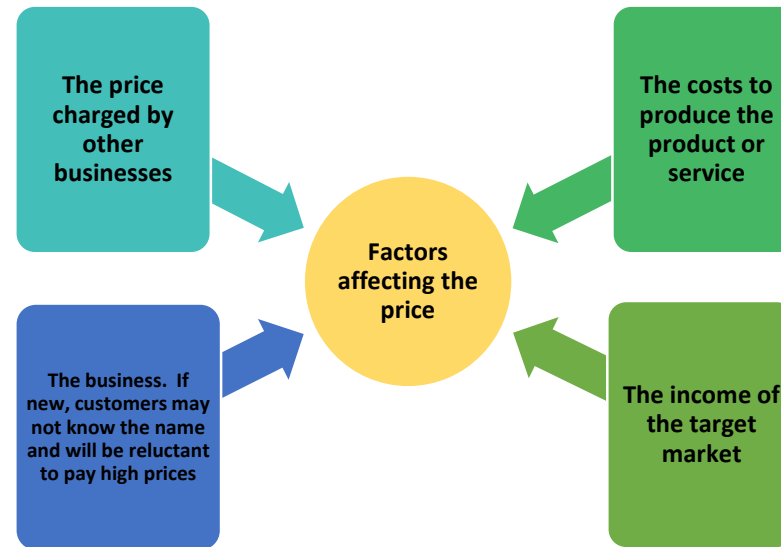 The price
charged by
other
businesses
The costs to
produce the
product or
service
Factors
affecting the
price
The business.  If
new, customers may
not know the name
and will be reluctant
to pay high prices
The income of
the target
market